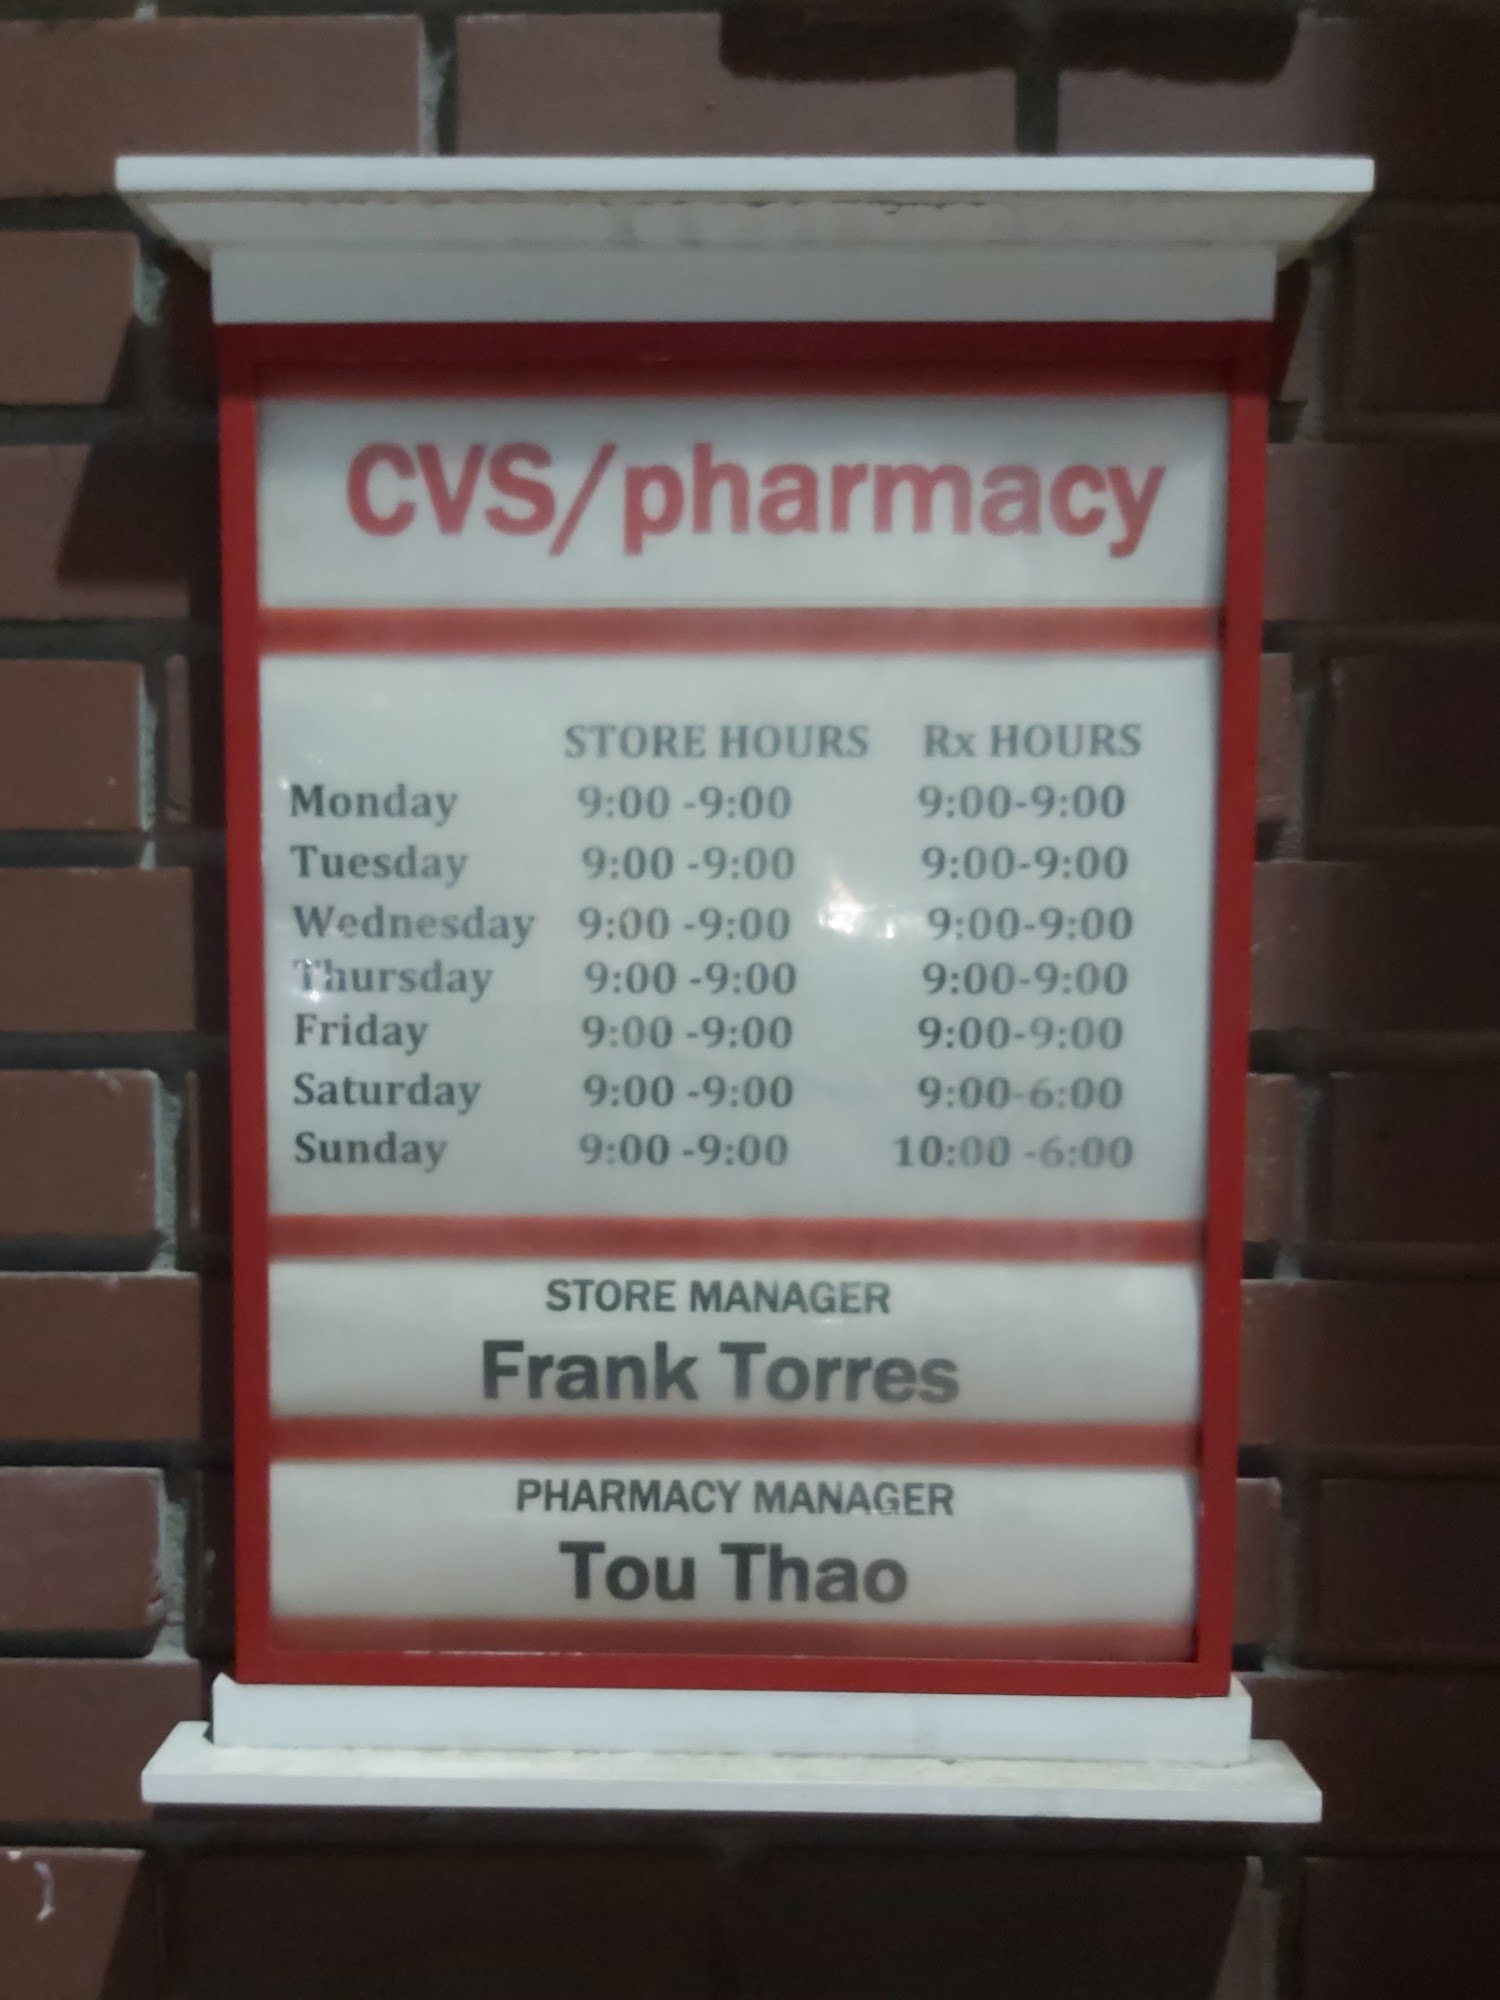 CVS/pharmacy
STORE HOURS Rx HOURS
Monday 9:00 -9:00 9:00-9:00
Tuesday 9:00 -9:00 9:00-9:00
Wednesday 9:00 -9:00 9:00-9:00
Thursday 9:00 -9:00 9:00-9:00
Friday 9:00 -9:00 9:00-9:00
Saturday 9:00 -9:00 9:00-6:00
Sunday 9:00 -9:00 10:00 -6:00
STORE MANAGER
Frank Torres
PHARMACY MANAGER
Tou Thao